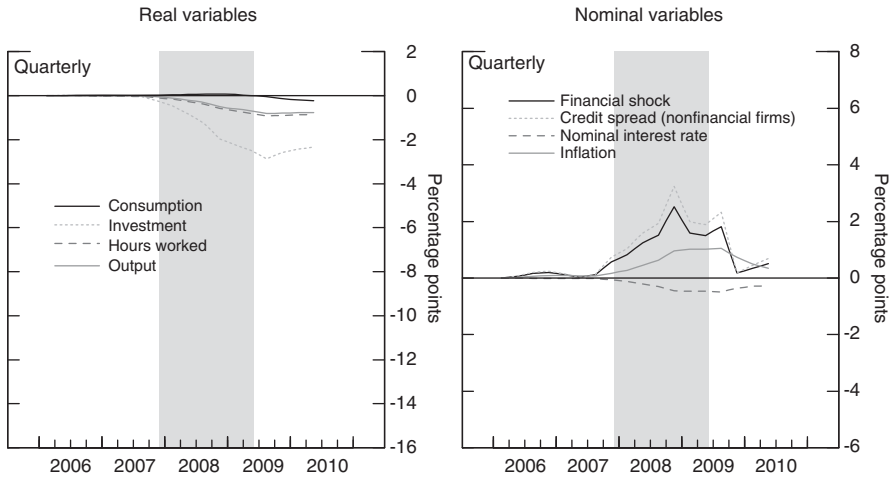 Real variables
Quarterly
Consumption
Investment
Hours worked
Output
2
0
-2
-4
-6
-8
-10
-12
-14
-16
Percentage points
2006 2007 2008 2009 2010
Nominal variables
Quarterly
Financial shock
Credit spread (nonfinancial firms)
Nominal interest rate
Inflation
8
6
4
2
0
-2
-4
-6
Percentage points
2006 2007 2008 2009 2010